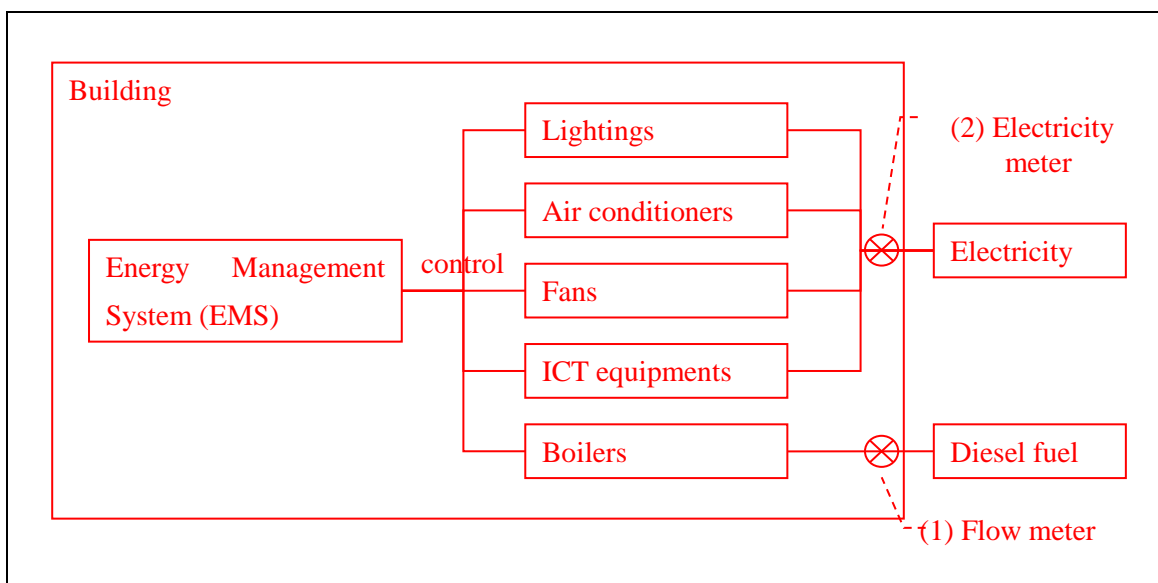 Building
Lightings
(2) Electricity
meter
Air conditioners
Energy Management
System (EMS)
control
Electricity
Fans
ICT equipments
Boilers
Diesel fuel
(1) Flow meter